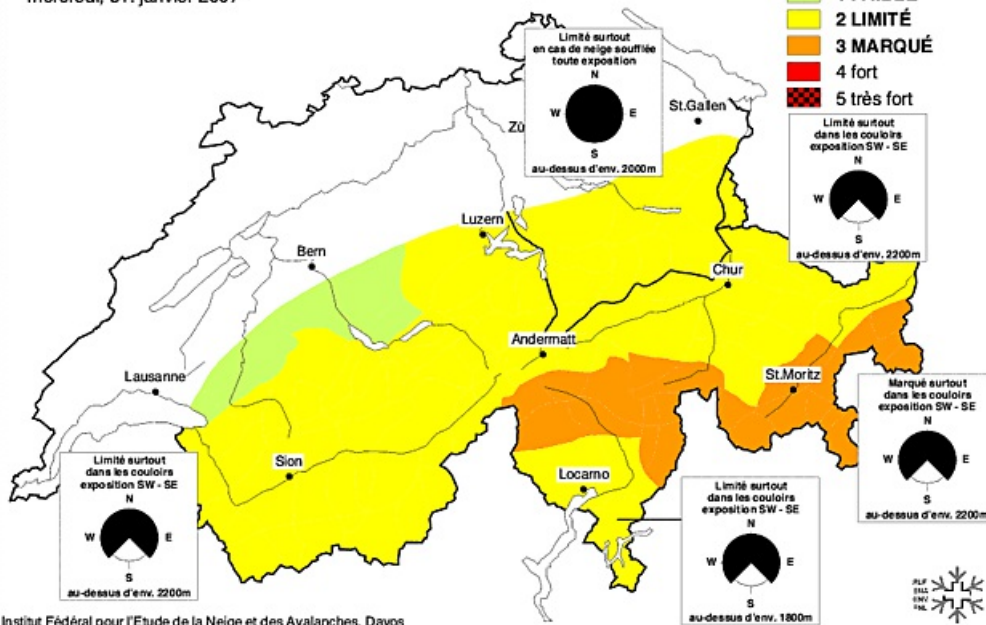 2 LIMITÉ
3 MARQUÉ
4 fort
5 très fort
Limité surtout
en cas de neige soufflée
toute exposition
N
W
E
S
au-dessus d'env. 2000m
St.Gallen
Zü
Limité surtout
dans les couloirs
exposition SW - SE
N
W
E
S
au-dessus d'env. 2200m
Luzern
Bern
Chur
Andermatt
Lausanne
St.Moritz
Marqué surtout
dans les couloirs
exposition SW - SE
N
W
E
S
au-dessus d'env. 2200m
Sion
Locarno
Limité surtout
dans les couloirs
exposition SW - SE
N
W
E
S
au-dessus d'env. 2200m
Limité surtout
dans les couloirs
exposition SW - SE
N
W
E
S
au-dessus d'env. 1800m
Institut Fédéral pour l'Etude de la Neige et des Avalanches, Davos